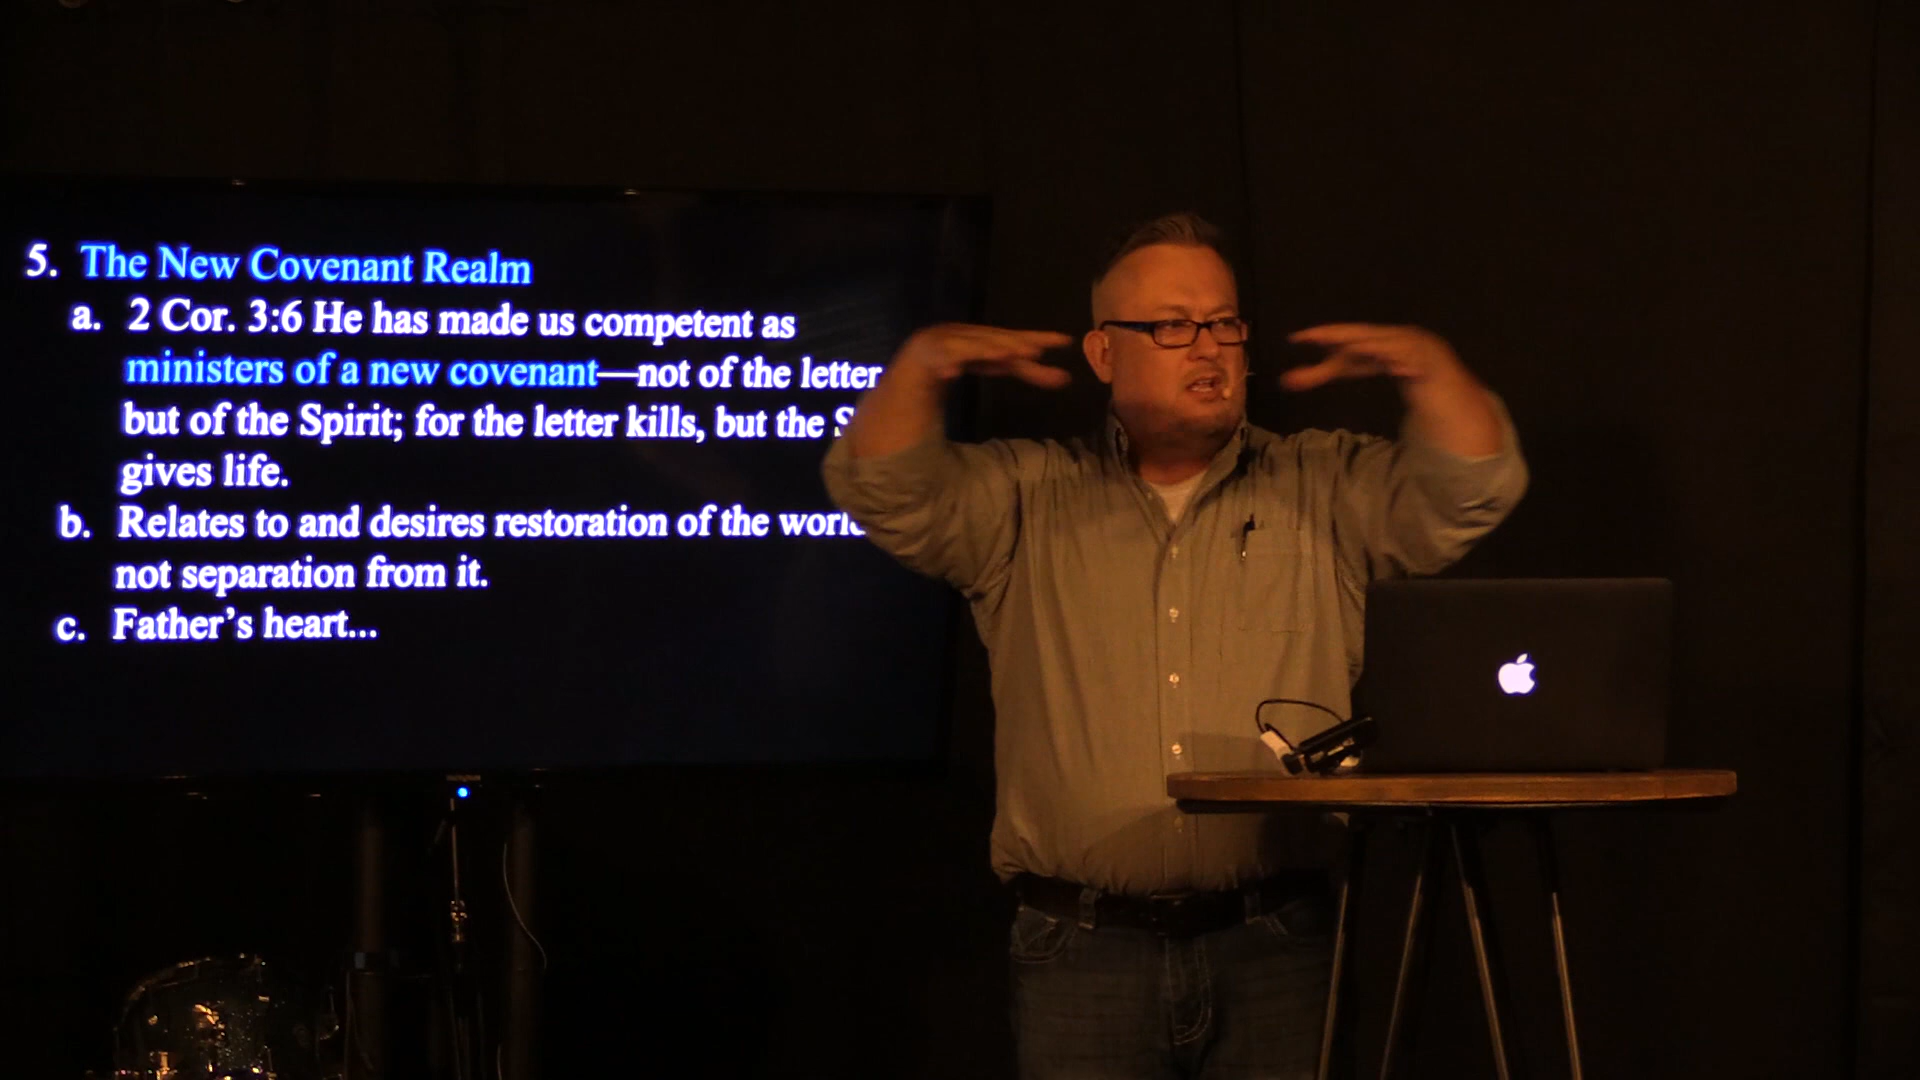 5. The New Covenant Realm
a. 2 Cor. 3:6 He has made us competent as
ministers of a new covenant—not of the letter
but of the Spirit; for the letter kills, but the
gives life.
b. Relates to and desires restoration of the
not separation from it.
c. Father's heart...